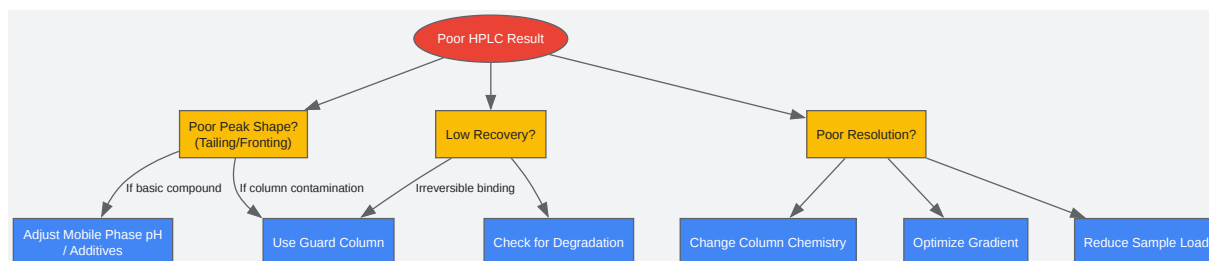 Poor HPLC Result
Poor Peak Shape?
(Tailing/Fronting)
Low Recovery?
Poor Resolution?
If basic compound
If column contamination
Irreversible binding
Adjust Mobile Phase pH
/ Additives
Use Guard Column
Check for Degradation
Change Column Chemistry
Optimize Gradient
Reduce Sample Load